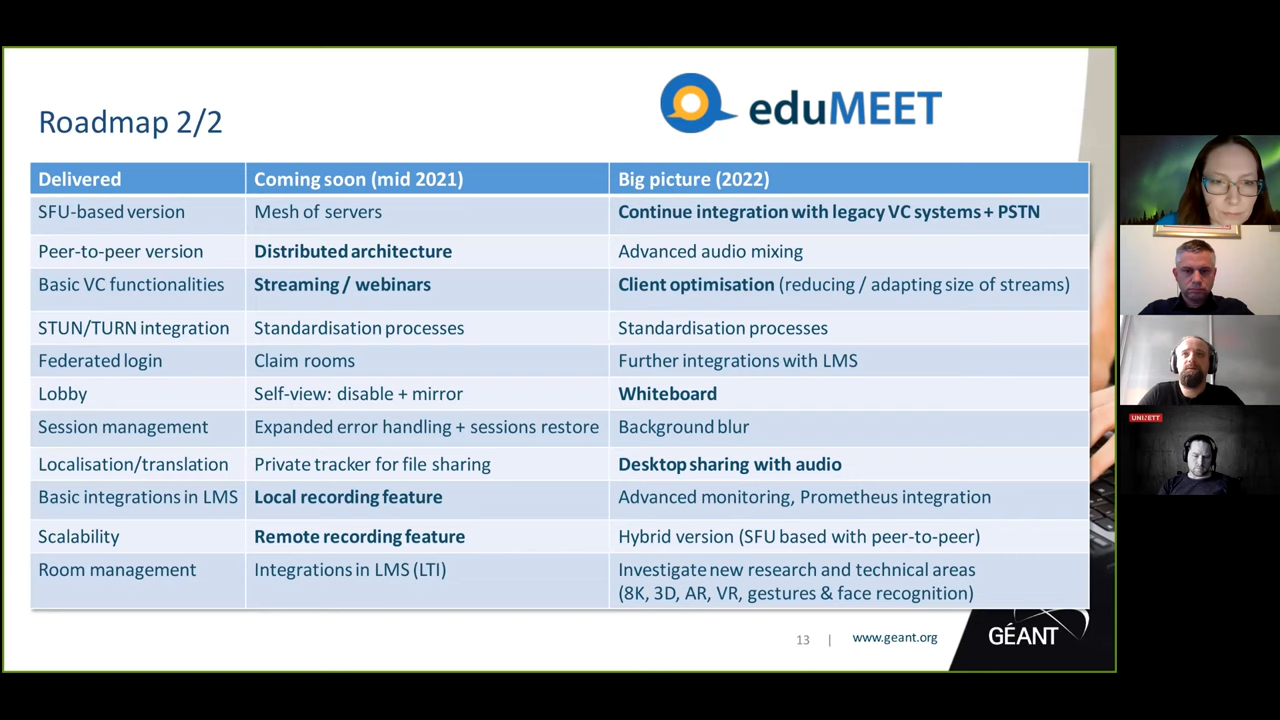 Roadmap 2/2
eduMEET
Delivered
Coming soon (mid 2021)
Big picture (2022)
SFU-based version
Mesh of servers
Continue integration with legacy VC systems + PSTN
Peer-to-peer version
Distributed architecture
Advanced audio mixing
Basic VC functionalities
Streaming / webinars
Client optimisation (reducing / adapting size of streams)
STUN/TURN integration
Standardisation processes
Standardisation processes
Federated login
Claim rooms
Further integrations with LMS
Lobby
Self-view: disable + mirror
Whiteboard
Session management
Expanded error handling + sessions restore
Background blur
Localisation/translation
Private tracker for file sharing
Desktop sharing with audio
Basic integrations in LMS
Local recording feature
Advanced monitoring, Prometheus integration
Scalability
Remote recording feature
Hybrid version (SFU based with peer-to-peer)
Room management
Integrations in LMS (LTI)
Investigate new research and technical areas
(8K, 3D, AR, VR, gestures & face recognition)
13 | www.geant.org
GÉANT
UNINETT